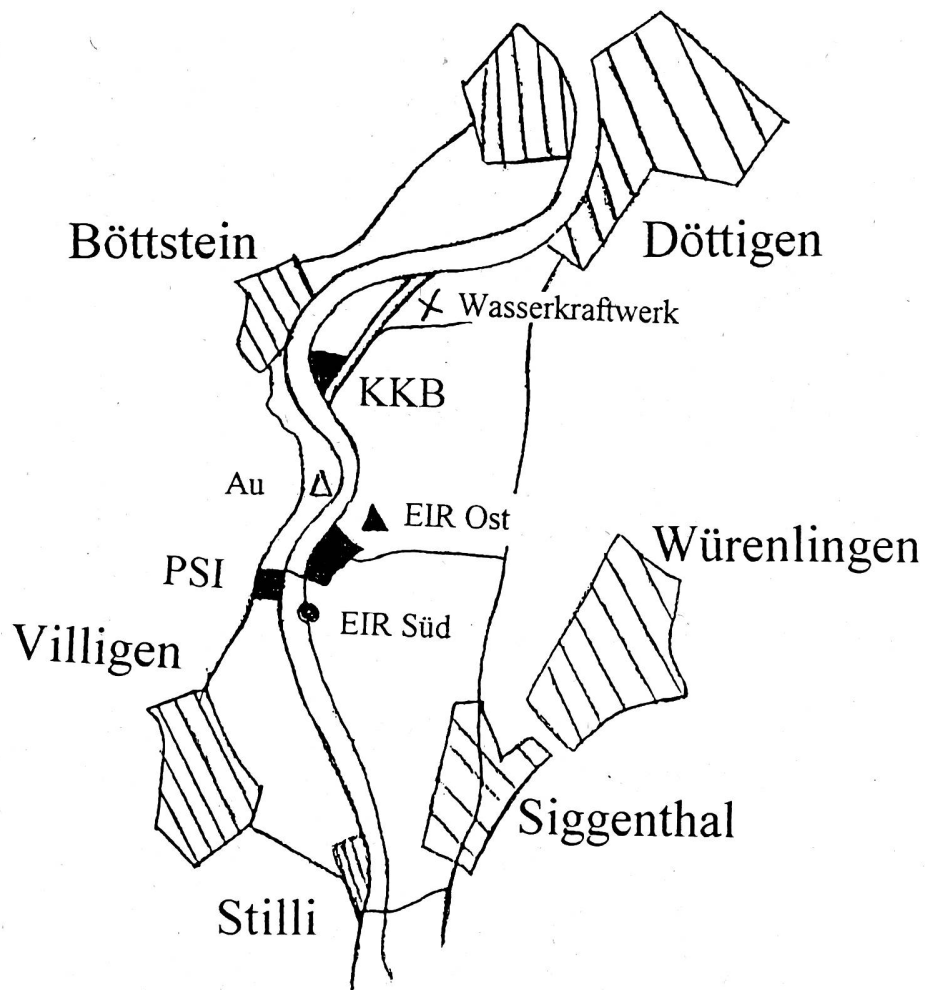 Böttstein
Döttigen
Wasserkraftwerk
KKB
Au
EIR Ost
Würenlingen
PSI
EIR Süd
Villigen
Siggenthal
Stilli